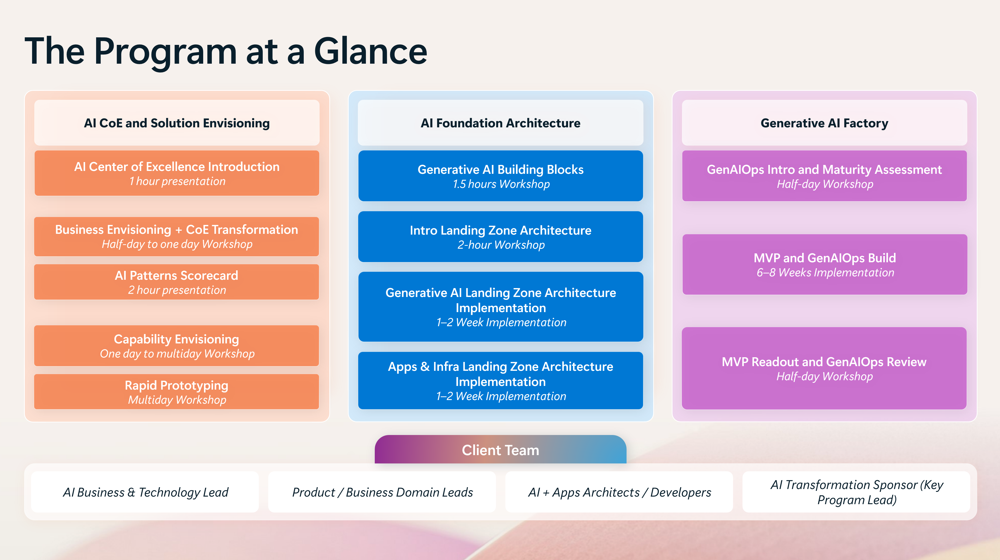 The Program at a Glance
AI CoE and Solution Envisioning
AI Center of Excellence Introduction
1 hour presentation
Business Envisioning + CoE Transformation
Half-day to one day Workshop
AI Patterns Scorecard
2 hour presentation
Capability Envisioning
One day to multiday Workshop
Rapid Prototyping
Multiday Workshop
AI Foundation Architecture
Generative AI Building Blocks
1.5 hours Workshop
Intro Landing Zone Architecture
2-hour Workshop
Generative AI Landing Zone Architecture
Implementation
1–2 Week Implementation
Apps & Infra Landing Zone Architecture
Implementation
1–2 Week Implementation
Generative AI Factory
GenAIOps Intro and Maturity Assessment
Half-day Workshop
MVP and GenAIOps Build
6–8 Weeks Implementation
MVP Readout and GenAIOps Review
Half-day Workshop
Client Team
AI Business & Technology Lead
Product / Business Domain Leads
AI + Apps Architects / Developers
AI Transformation Sponsor (Key
Program Lead)